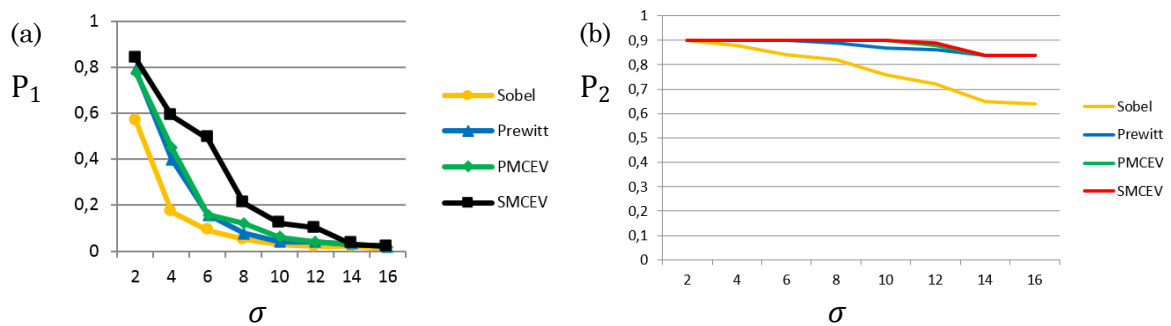 (a)
P₁
1
0,8
0,6
0,4
0,2
0
2 4 6 8 10 12 14 16
σ
Sobel
Prewitt
PMCEV
SMCEV
(b)
P₂
1
0,9
0,8
0,7
0,6
0,5
0,4
0,3
0,2
0,1
0
2 4 6 8 10 12 14 16
σ
Sobel
Prewitt
PMCEV
SMCEV